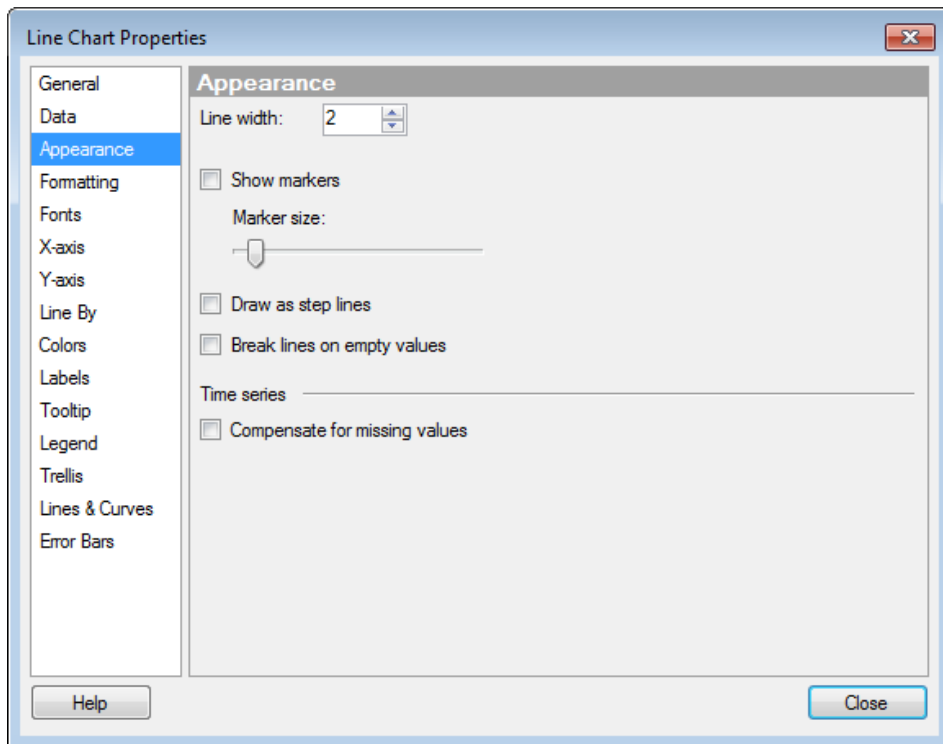 Line Chart Properties
General
Data
Appearance
Formatting
Fonts
X-axis
Y-axis
Line By
Colors
Labels
Tooltip
Legend
Trellis
Lines & Curves
Error Bars
Appearance
Line width: 2
Show markers
Marker size:
Draw as step lines
Break lines on empty values
Time series
Compensate for missing values
Help
Close